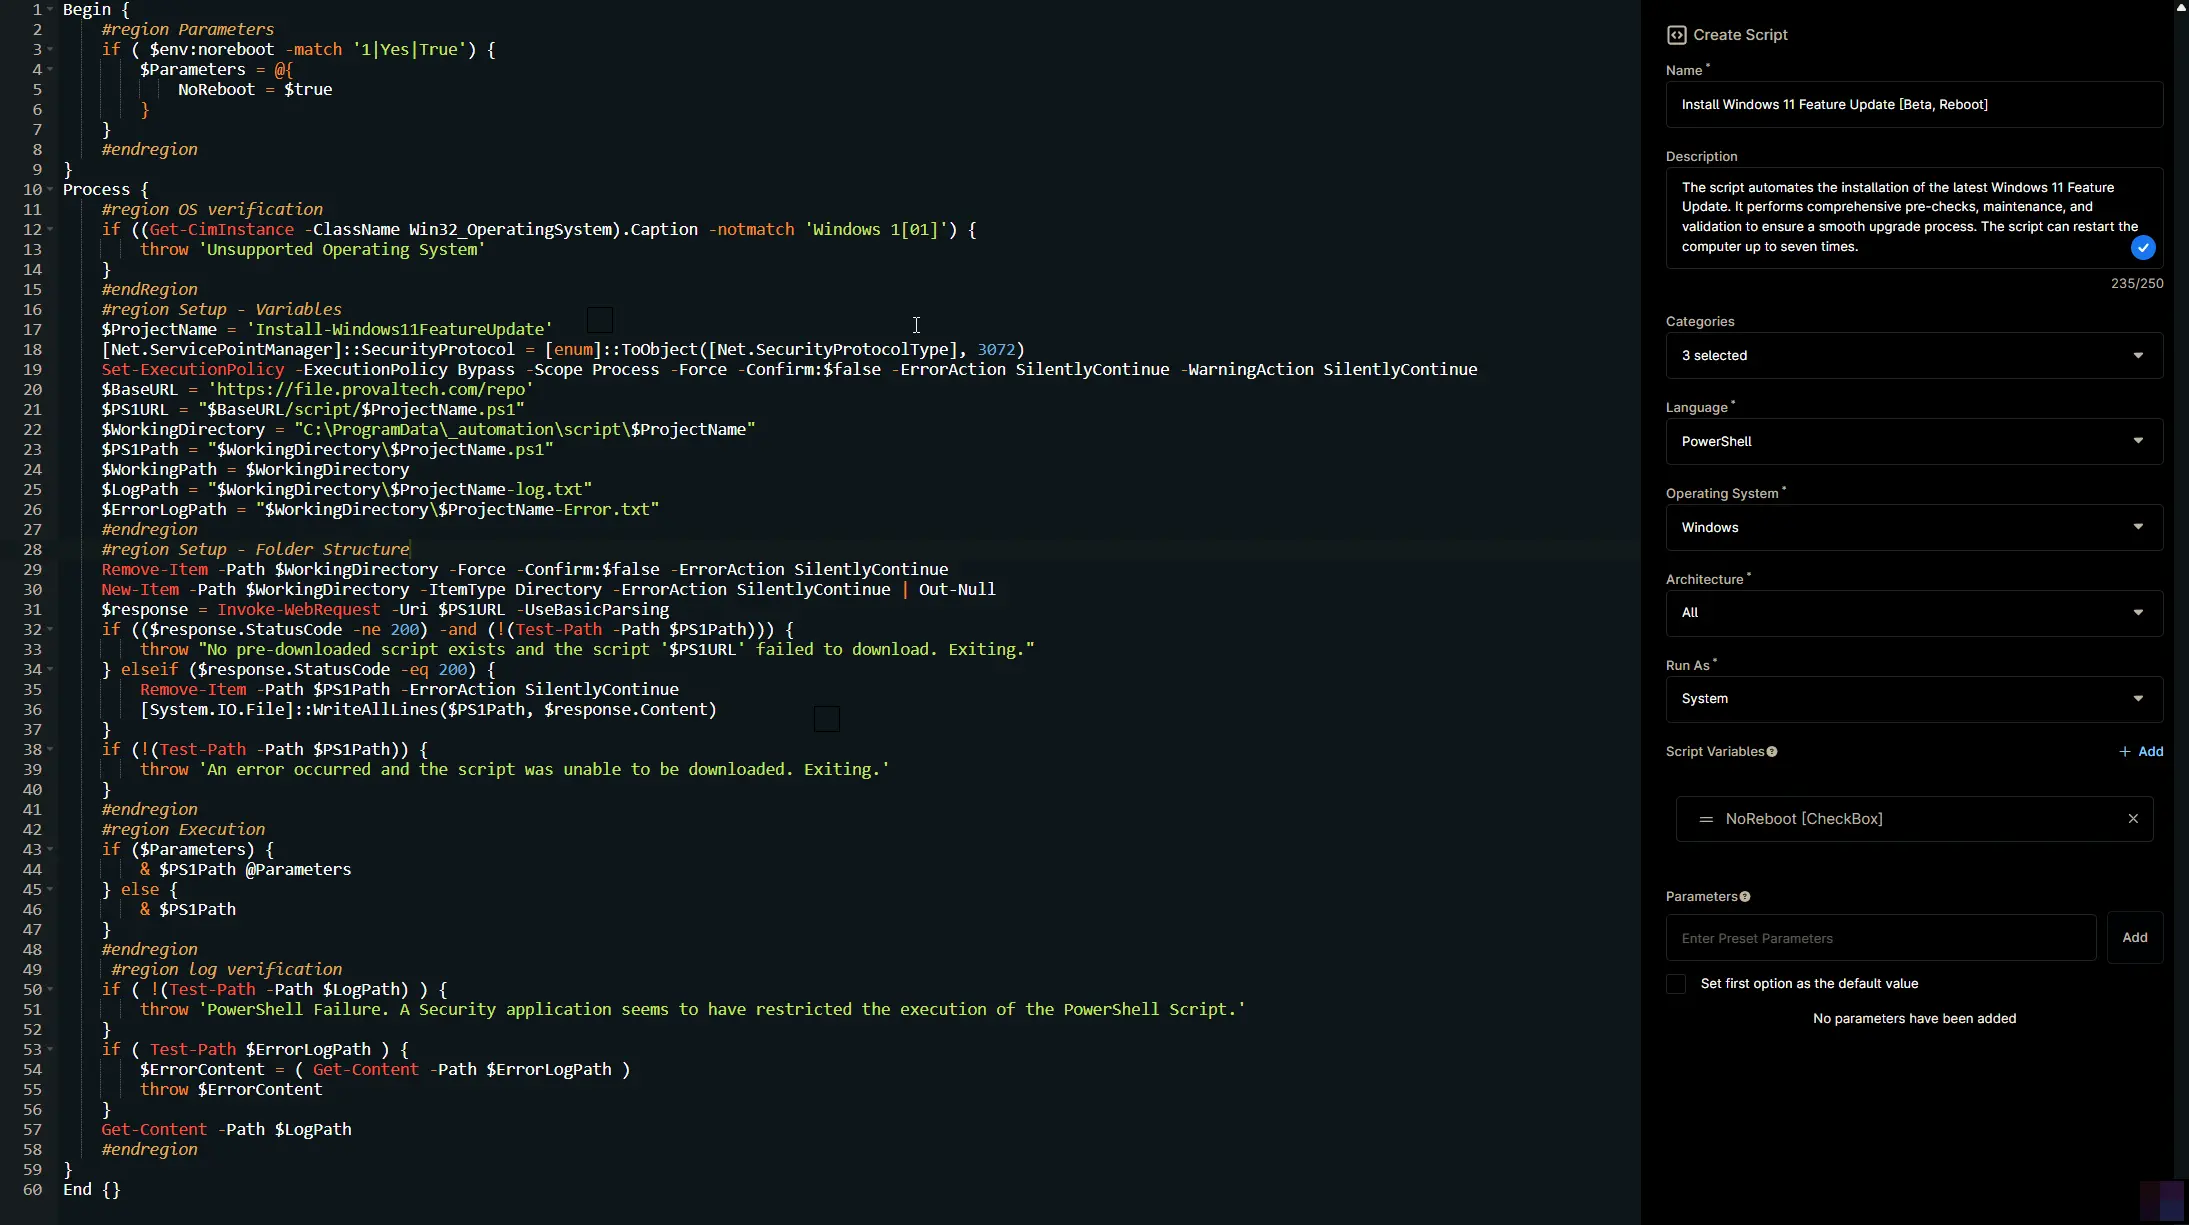 1 Begin {
2 #region Parameters
3 if ( $env:noreboot -match '1|Yes|True') {
4 $Parameters = @{
5 NoReboot = $true
6 }
7 }
8 #endregion
9 }
10 Process {
11 #region OS verification
12 if ((Get-CimInstance -ClassName Win32_OperatingSystem).Caption -notmatch 'Windows 1[01]') {
13 throw 'Unsupported Operating System'
14 }
15 #endRegion
16 #region Setup - Variables
17 $ProjectName = 'Install-Windows11FeatureUpdate'
18 [Net.ServicePointManager]::SecurityProtocol = [enum]::ToObject([Net.SecurityProtocolType], 3072)
19 Set-ExecutionPolicy -ExecutionPolicy Bypass -Scope Process -Force -Confirm:$false -ErrorAction SilentlyContinue -WarningAction SilentlyContinue
20 $BaseURL = 'https://file.provaltech.com/repo'
21 $PS1URL = "$BaseURL/script/$ProjectName.ps1"
22 $WorkingDirectory = "C:\ProgramData\_automation\script\$ProjectName"
23 $PS1Path = "$WorkingDirectory\$ProjectName.ps1"
24 $WorkingPath = $WorkingDirectory
25 $LogPath = "$WorkingDirectory\$ProjectName-log.txt"
26 $ErrorLogPath = "$WorkingDirectory\$ProjectName-Error.txt"
27 #endregion
28 #region Setup - Folder Structure
29 Remove-Item -Path $WorkingDirectory -Force -Confirm:$false -ErrorAction SilentlyContinue
30 New-Item -Path $WorkingDirectory -ItemType Directory -ErrorAction SilentlyContinue | Out-Null
31 $response = Invoke-WebRequest -Uri $PS1URL -UseBasicParsing
32 if (($response.StatusCode -ne 200) -and (!(Test-Path -Path $PS1Path))) {
33 throw "No pre-downloaded script exists and the script '$PS1URL' failed to download. Exiting."
34 } elseif ($response.StatusCode -eq 200) {
35 Remove-Item -Path $PS1Path -ErrorAction SilentlyContinue
36 [System.IO.File]::WriteAllLines($PS1Path, $response.Content)
37 }
38 if (!(Test-Path -Path $PS1Path)) {
39 throw 'An error occurred and the script was unable to be downloaded. Exiting.'
40 }
41 #endregion
42 #region Execution
43 if ($Parameters) {
44 & $PS1Path @Parameters
45 } else {
46 & $PS1Path
47 }
48 #endregion
49 #region log verification
50 if ( !(Test-Path -Path $LogPath) ) {
51 throw 'PowerShell Failure. A Security application seems to have restricted the execution of the PowerShell Script.'
52 }
53 if ( Test-Path $ErrorLogPath ) {
54 $ErrorContent = ( Get-Content -Path $ErrorLogPath )
55 throw $ErrorContent
56 }
57 Get-Content -Path $LogPath
58 #endregion
59 }
60 End {}
Create Script
Name *
Install Windows 11 Feature Update [Beta, Reboot]
Description
The script automates the installation of the latest Windows 11 Feature
Update. It performs comprehensive pre-checks, maintenance, and
validation to ensure a smooth upgrade process. The script can restart the
computer up to seven times.
235/250
Categories
3 selected
Language *
PowerShell
Operating System *
Windows
Architecture *
All
Run As *
System
Script Variables
+ Add
NoReboot [CheckBox]
Parameters
Enter Preset Parameters
Add
Set first option as the default value
No parameters have been added